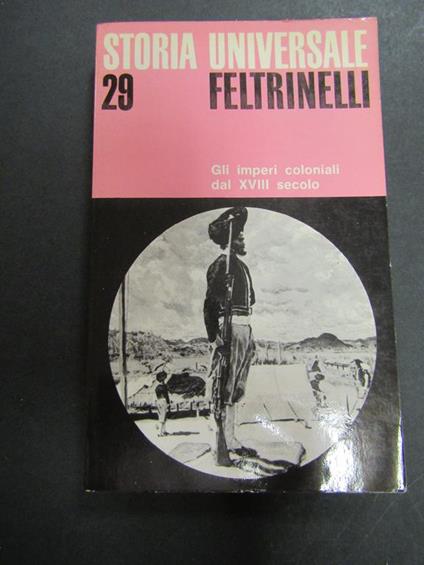 STORIA UNIVERSALE
29 FELTRINELLI
Gli imperi coloniali
dal XVIII secolo